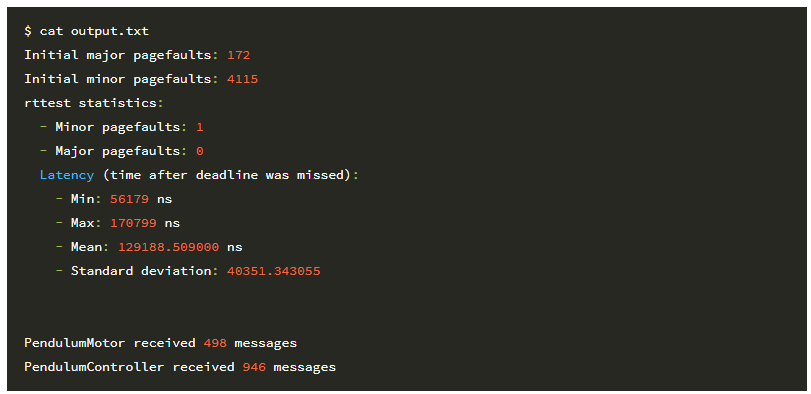 $ cat output.txt
Initial major pagefaults: 172
Initial minor pagefaults: 4115
rttest statistics:
- Minor pagefaults: 1
- Major pagefaults: 0
Latency (time after deadline was missed):
- Min: 56179 ns
- Max: 170799 ns
- Mean: 129188.509000 ns
- Standard deviation: 40351.343055
PendulumMotor received 498 messages
PendulumController received 946 messages